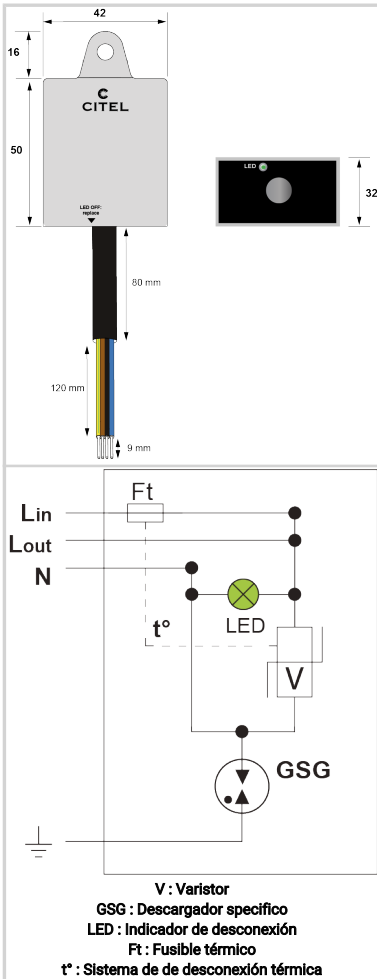 42
16
C
CITEL
50
LED OFF:
replace
LED
32
80 mm
120 mm
9 mm
Ft
Lin
Lout
N
LED
t°
V
GSG
V : Varistor
GSG : Descargador specifico
LED : Indicador de desconexión
Ft : Fusible térmico
t° : Sistema de de desconexión térmica